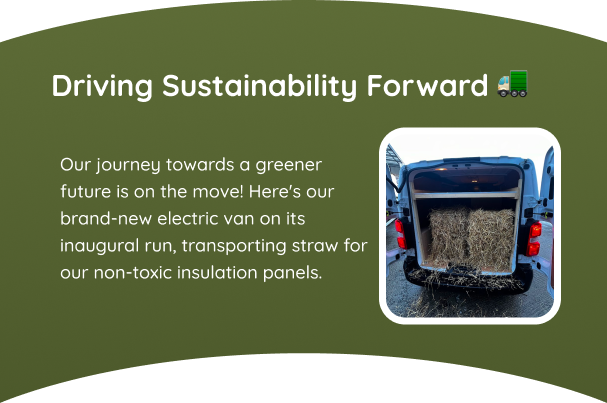 Driving Sustainability Forward 🚛
Our journey towards a greener
future is on the move! Here's our
brand-new electric van on its
inaugural run, transporting straw for
our non-toxic insulation panels.